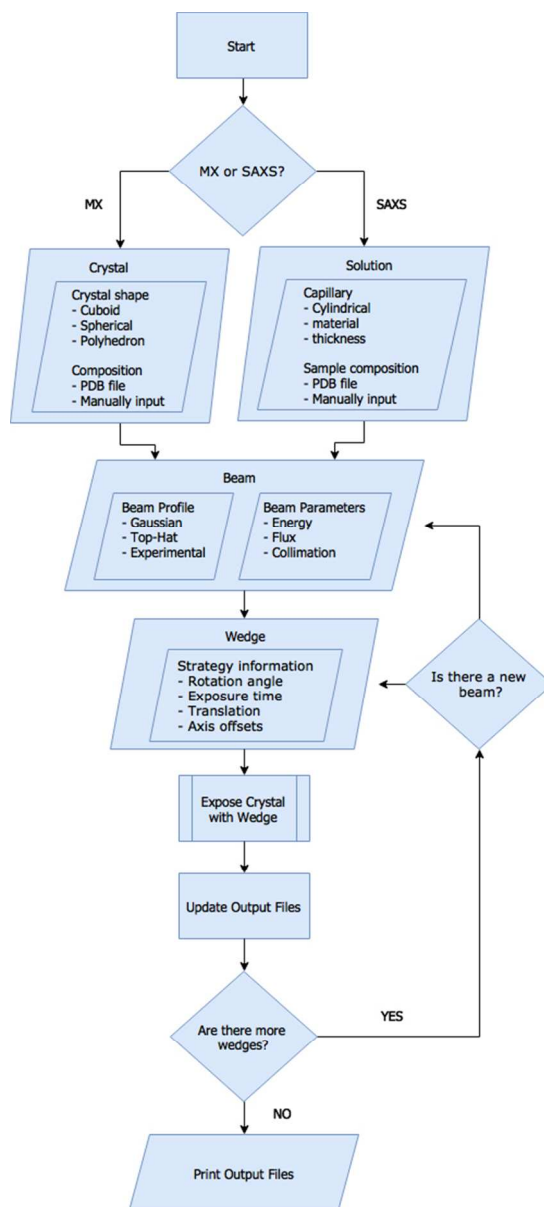 Start
MX or SAXS?
MX
SAXS
Crystal
Crystal shape
- Cuboid
- Spherical
- Polyhedron
Composition
- PDB file
- Manually input
Solution
Capillary
- Cylindrical
- material
- thickness
Sample composition
- PDB file
- Manually input
Beam
Beam Profile
- Gaussian
- Top-Hat
- Experimental
Beam Parameters
- Energy
- Flux
- Collimation
Wedge
Strategy information
- Rotation angle
- Exposure time
- Translation
- Axis offsets
Is there a new
beam?
Expose Crystal
with Wedge
Update Output Files
Are there more
wedges?
YES
NO
Print Output Files